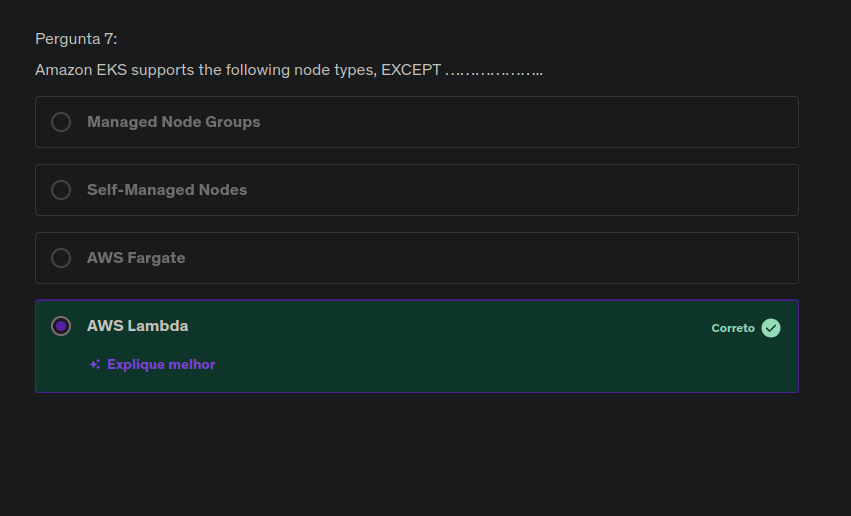 Pergunta 7:
Amazon EKS supports the following node types, EXCEPT ………………..
Managed Node Groups
Self-Managed Nodes
AWS Fargate
AWS Lambda
Correto
Explique melhor